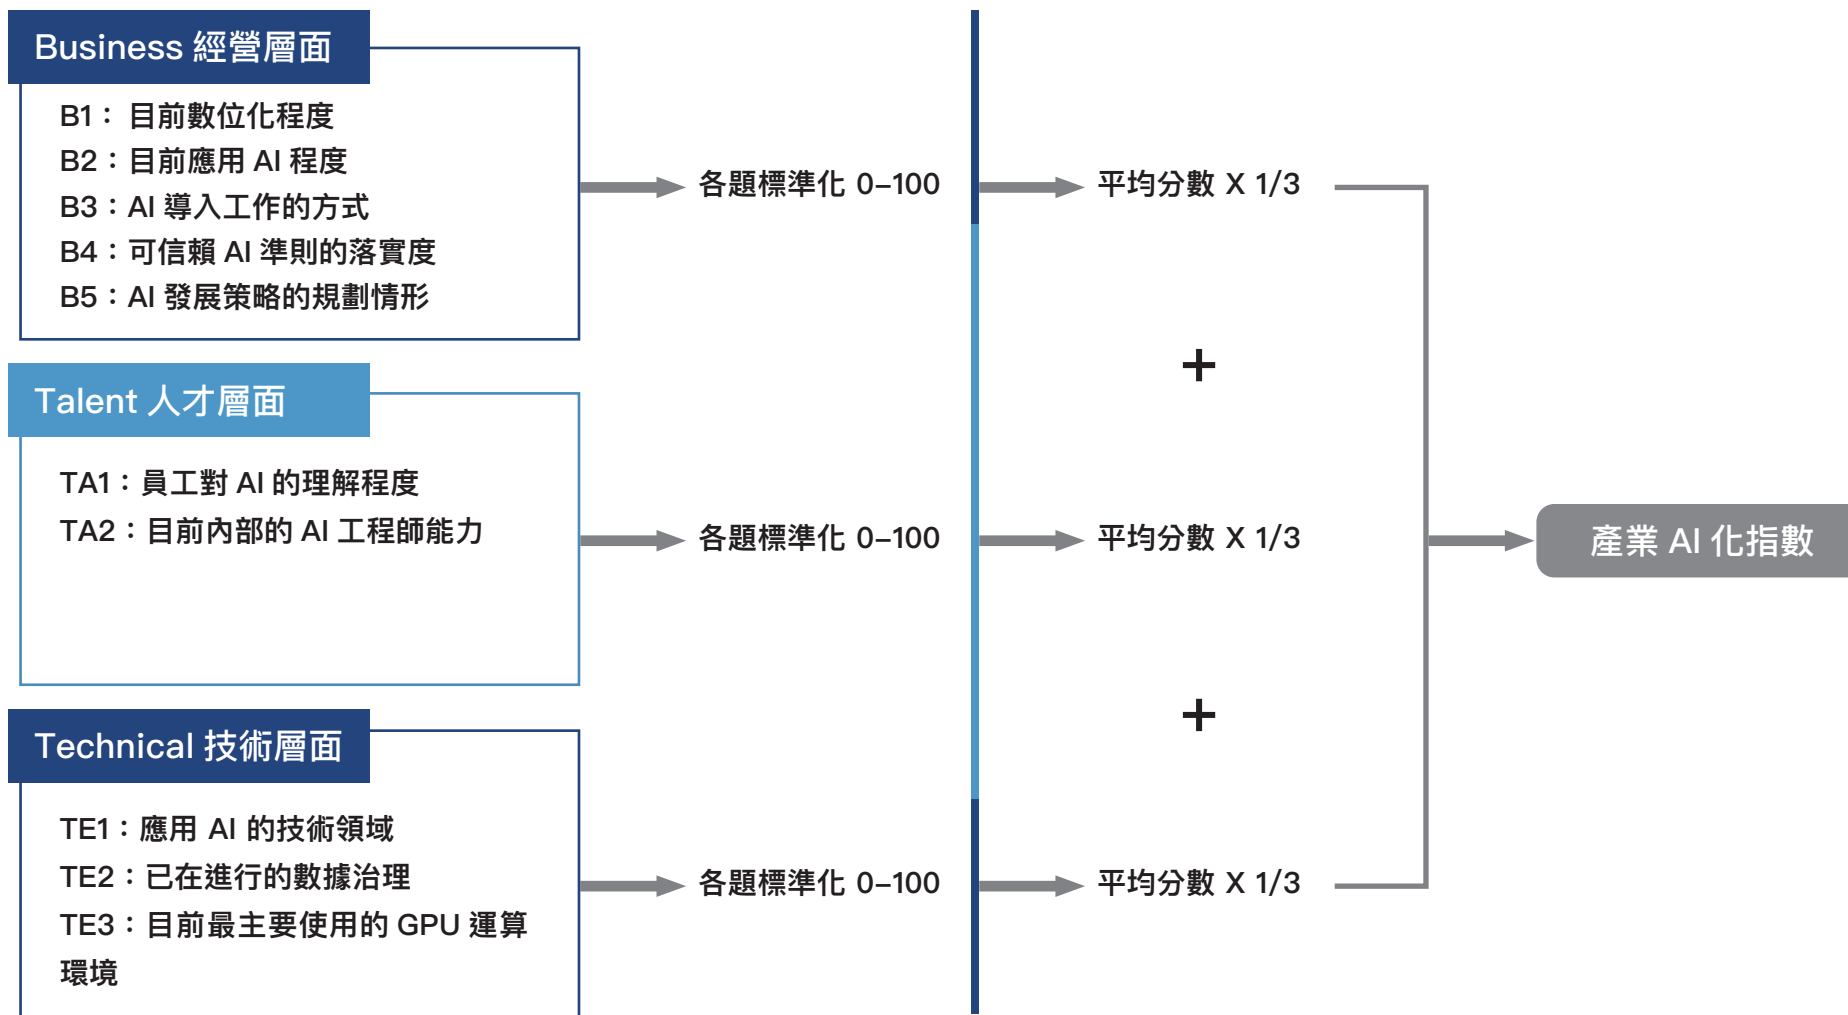 Business 經營層面
B1： 目前數位化程度
B2：目前應用 AI 程度
B3：AI 導入工作的方式
B4：可信賴 AI 準則的落實度
B5：AI 發展策略的規劃情形
各題標準化 0–100
平均分數 X 1/3
+
Talent 人才層面
TA1：員工對 AI 的理解程度
TA2：目前內部的 AI 工程師能力
各題標準化 0–100
平均分數 X 1/3
產業 AI 化指數
+
Technical 技術層面
TE1：應用 AI 的技術領域
TE2：已在進行的數據治理
TE3：目前最主要使用的 GPU 運算
環境
各題標準化 0–100
平均分數 X 1/3